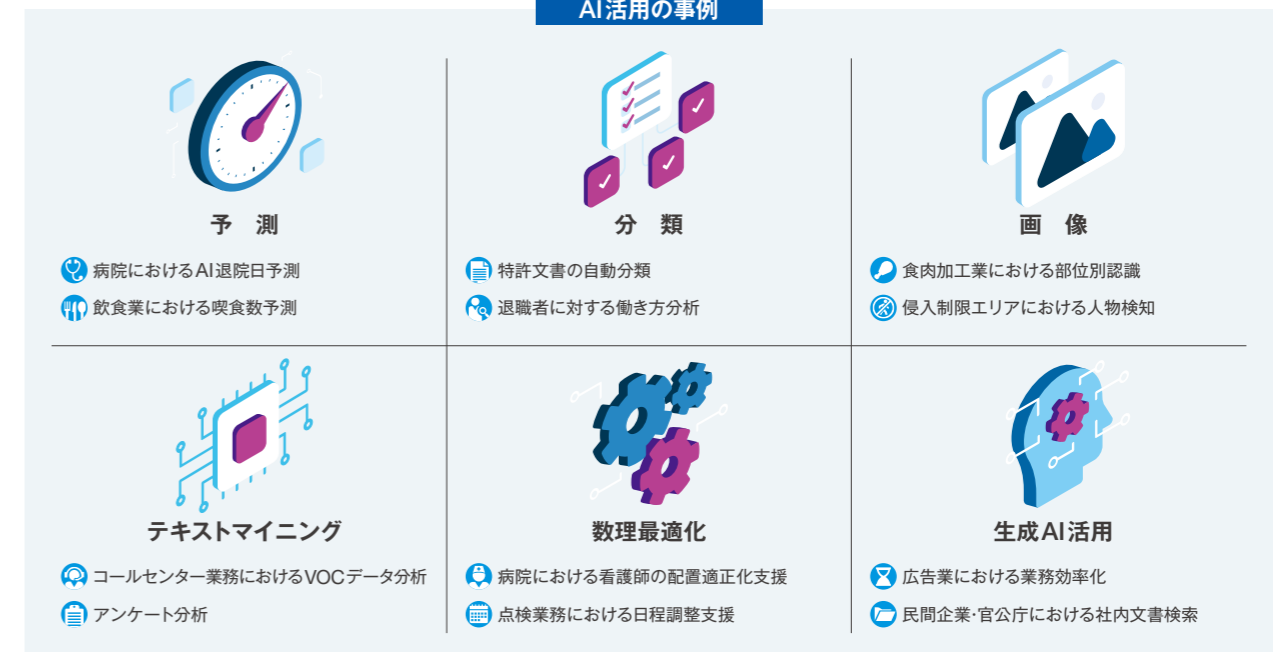 AI活用の事例
予 測
病院におけるAI退院日予測
飲食業における喫食数予測
分 類
特許文書の自動分類
退職者に対する働き方分析
画 像
食肉加工業における部位別認識
侵入制限エリアにおける人物検知
テキストマイニング
コールセンター業務におけるVOCデータ分析
アンケート分析
数理最適化
病院における看護師の配置適正化支援
点検業務における日程調整支援
生成AI活用
広告業における業務効率化
民間企業・官公庁における社内文書検索